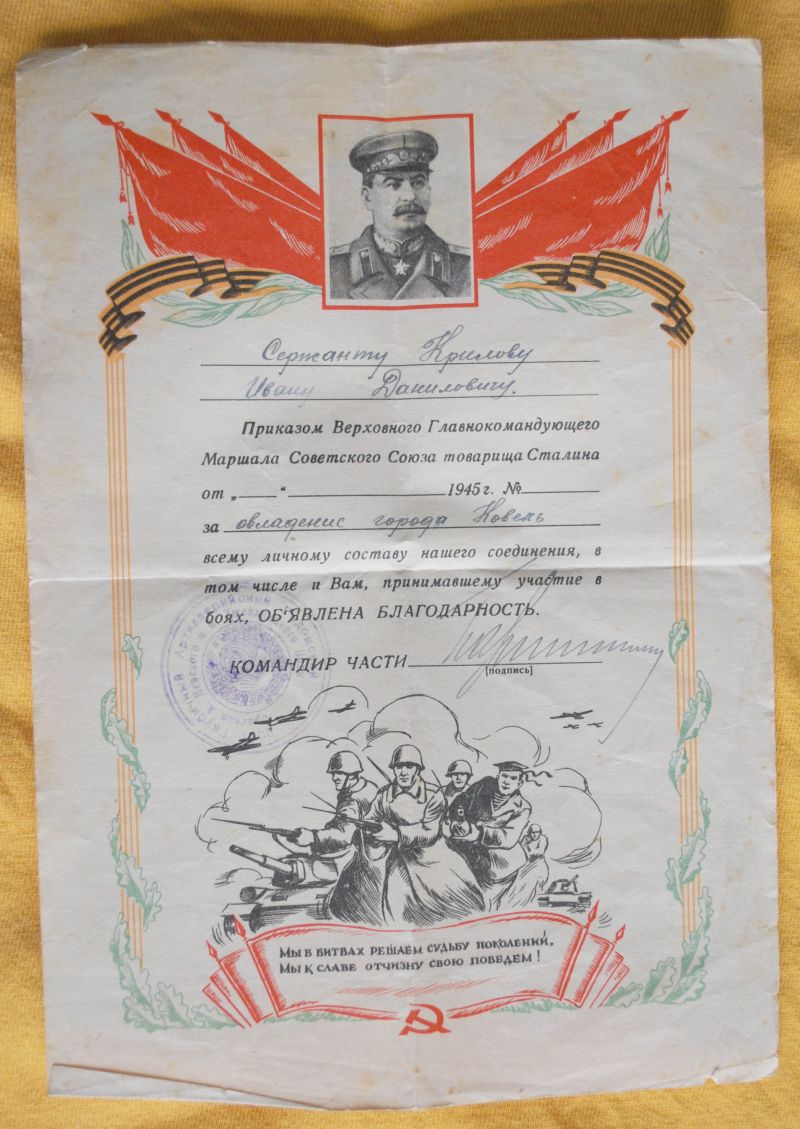 Сержанту Крилову
Ивану Даниловичу.
Приказом Верховного Главнокомандующего
Маршала Советского Союза товарища Сталина
от „ “ 1945 г. №
за овладение города Ковель
всему личному составу нашего соединения, в
том числе и Вам, принимавшему участие в
боях, ОБ'ЯВЛЕНА БЛАГОДАРНОСТЬ.
КОМАНДИР ЧАСТИ
[подпись]
МЫ В БИТВАХ РЕШАЕМ СУДЬБУ ПОКОЛЕНИЙ,
МЫ К СЛАВЕ ОТЧИЗНУ СВОЮ ПОВЕДЕМ!